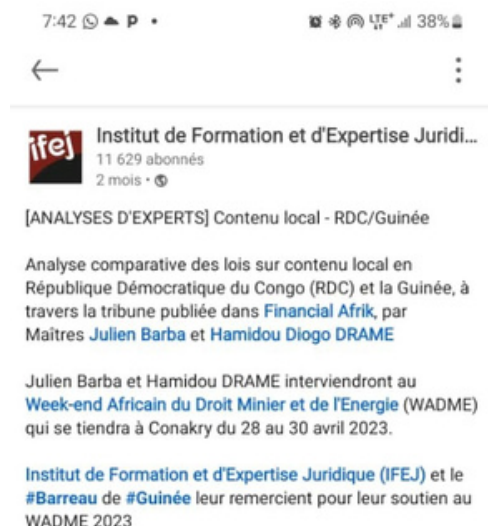 7:42 P •
LTE+ 38%
ifej
Institut de Formation et d'Expertise Juridi...
11 629 abonnés
2 mois •
[ANALYSES D'EXPERTS] Contenu local - RDC/Guinée
Analyse comparative des lois sur contenu local en
République Démocratique du Congo (RDC) et la Guinée, à
travers la tribune publiée dans Financial Afrik, par
Maîtres Julien Barba et Hamidou Diogo DRAME
Julien Barba et Hamidou DRAME interviendront au
Week-end Africain du Droit Minier et de l'Energie (WADME)
qui se tiendra à Conakry du 28 au 30 avril 2023.
Institut de Formation et d'Expertise Juridique (IFEJ) et le
#Barreau de #Guinée leur remercient pour leur soutien au
WADME 2023